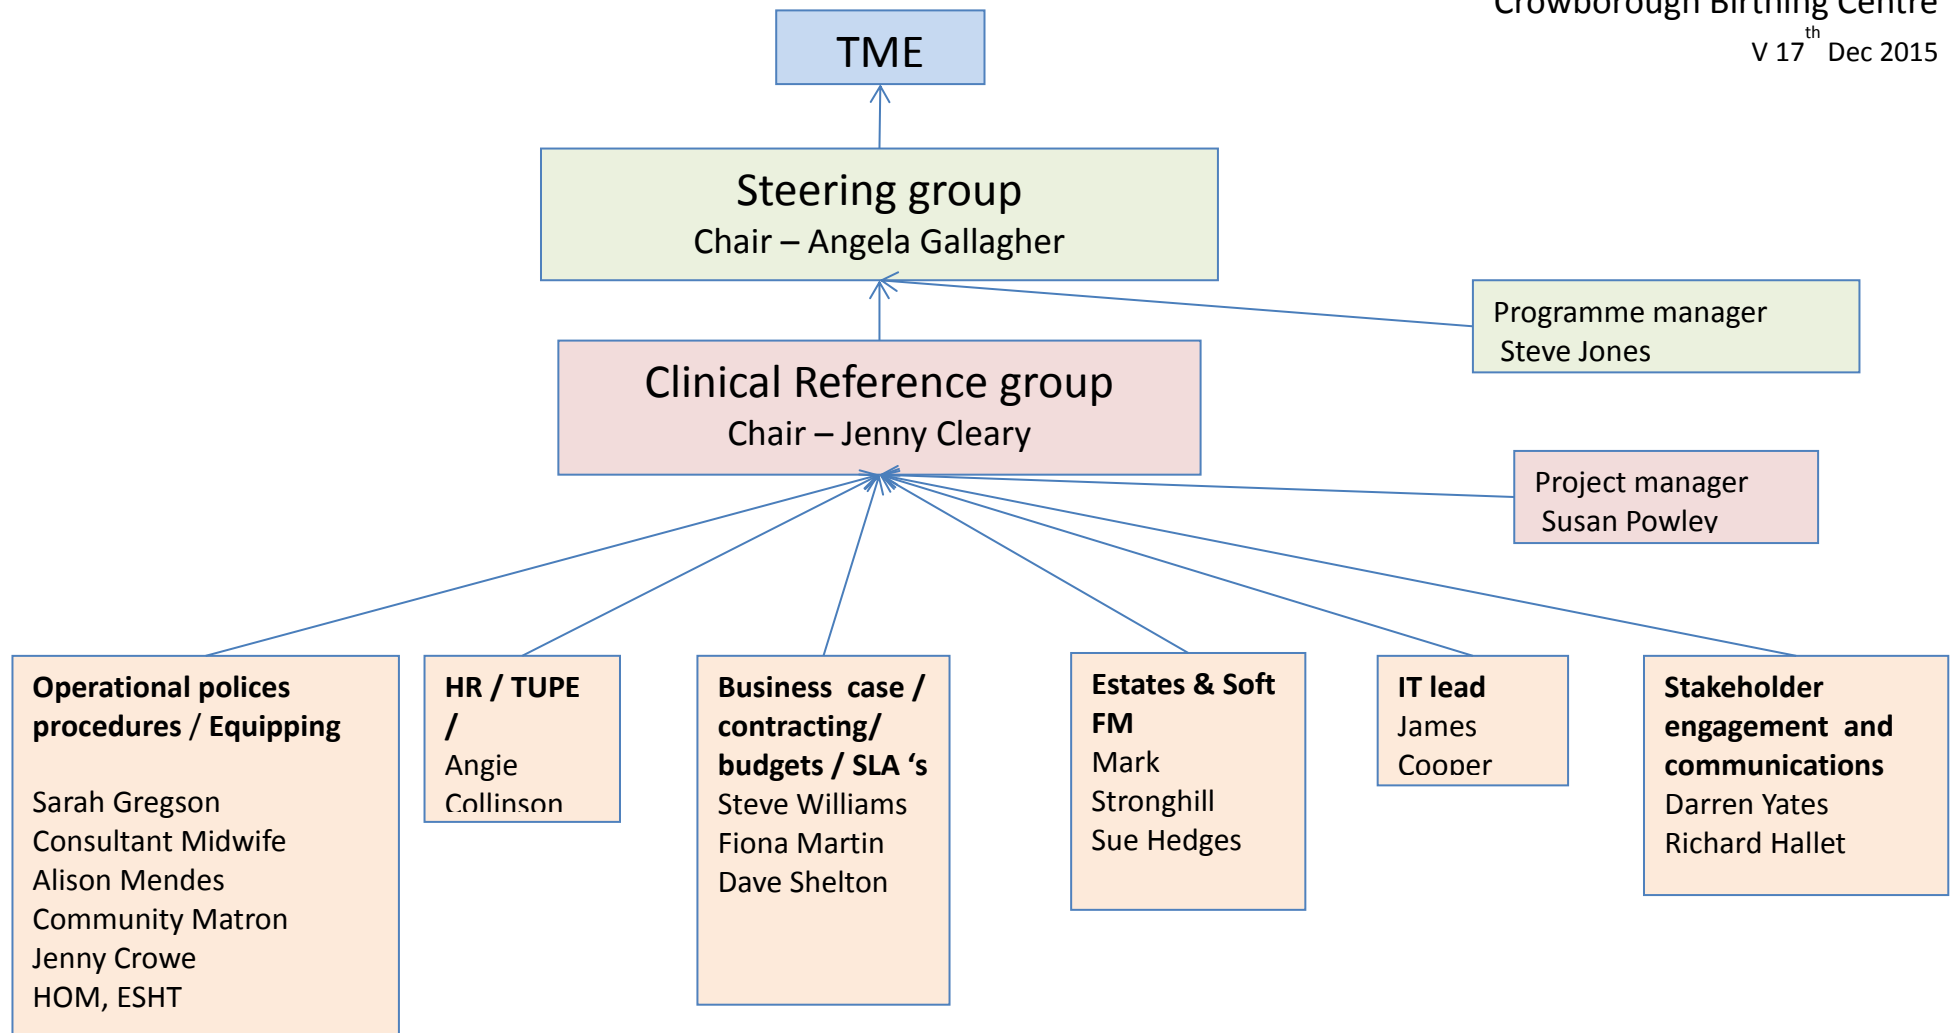 Crowborough Birthing Centre
V 17th Dec 2015
TME
Steering group
Chair – Angela Gallagher
Programme manager
Steve Jones
Clinical Reference group
Chair – Jenny Cleary
Project manager
Susan Powley
Operational polices
procedures / Equipping
Sarah Gregson
Consultant Midwife
Alison Mendes
Community Matron
Jenny Crowe
HOM, ESHT
HR / TUPE
/
Angie
Collinson
Business case /
contracting/
budgets / SLA ‘s
Steve Williams
Fiona Martin
Dave Shelton
Estates & Soft
FM
Mark
Stronghill
Sue Hedges
IT lead
James
Cooper
Stakeholder
engagement and
communications
Darren Yates
Richard Hallet